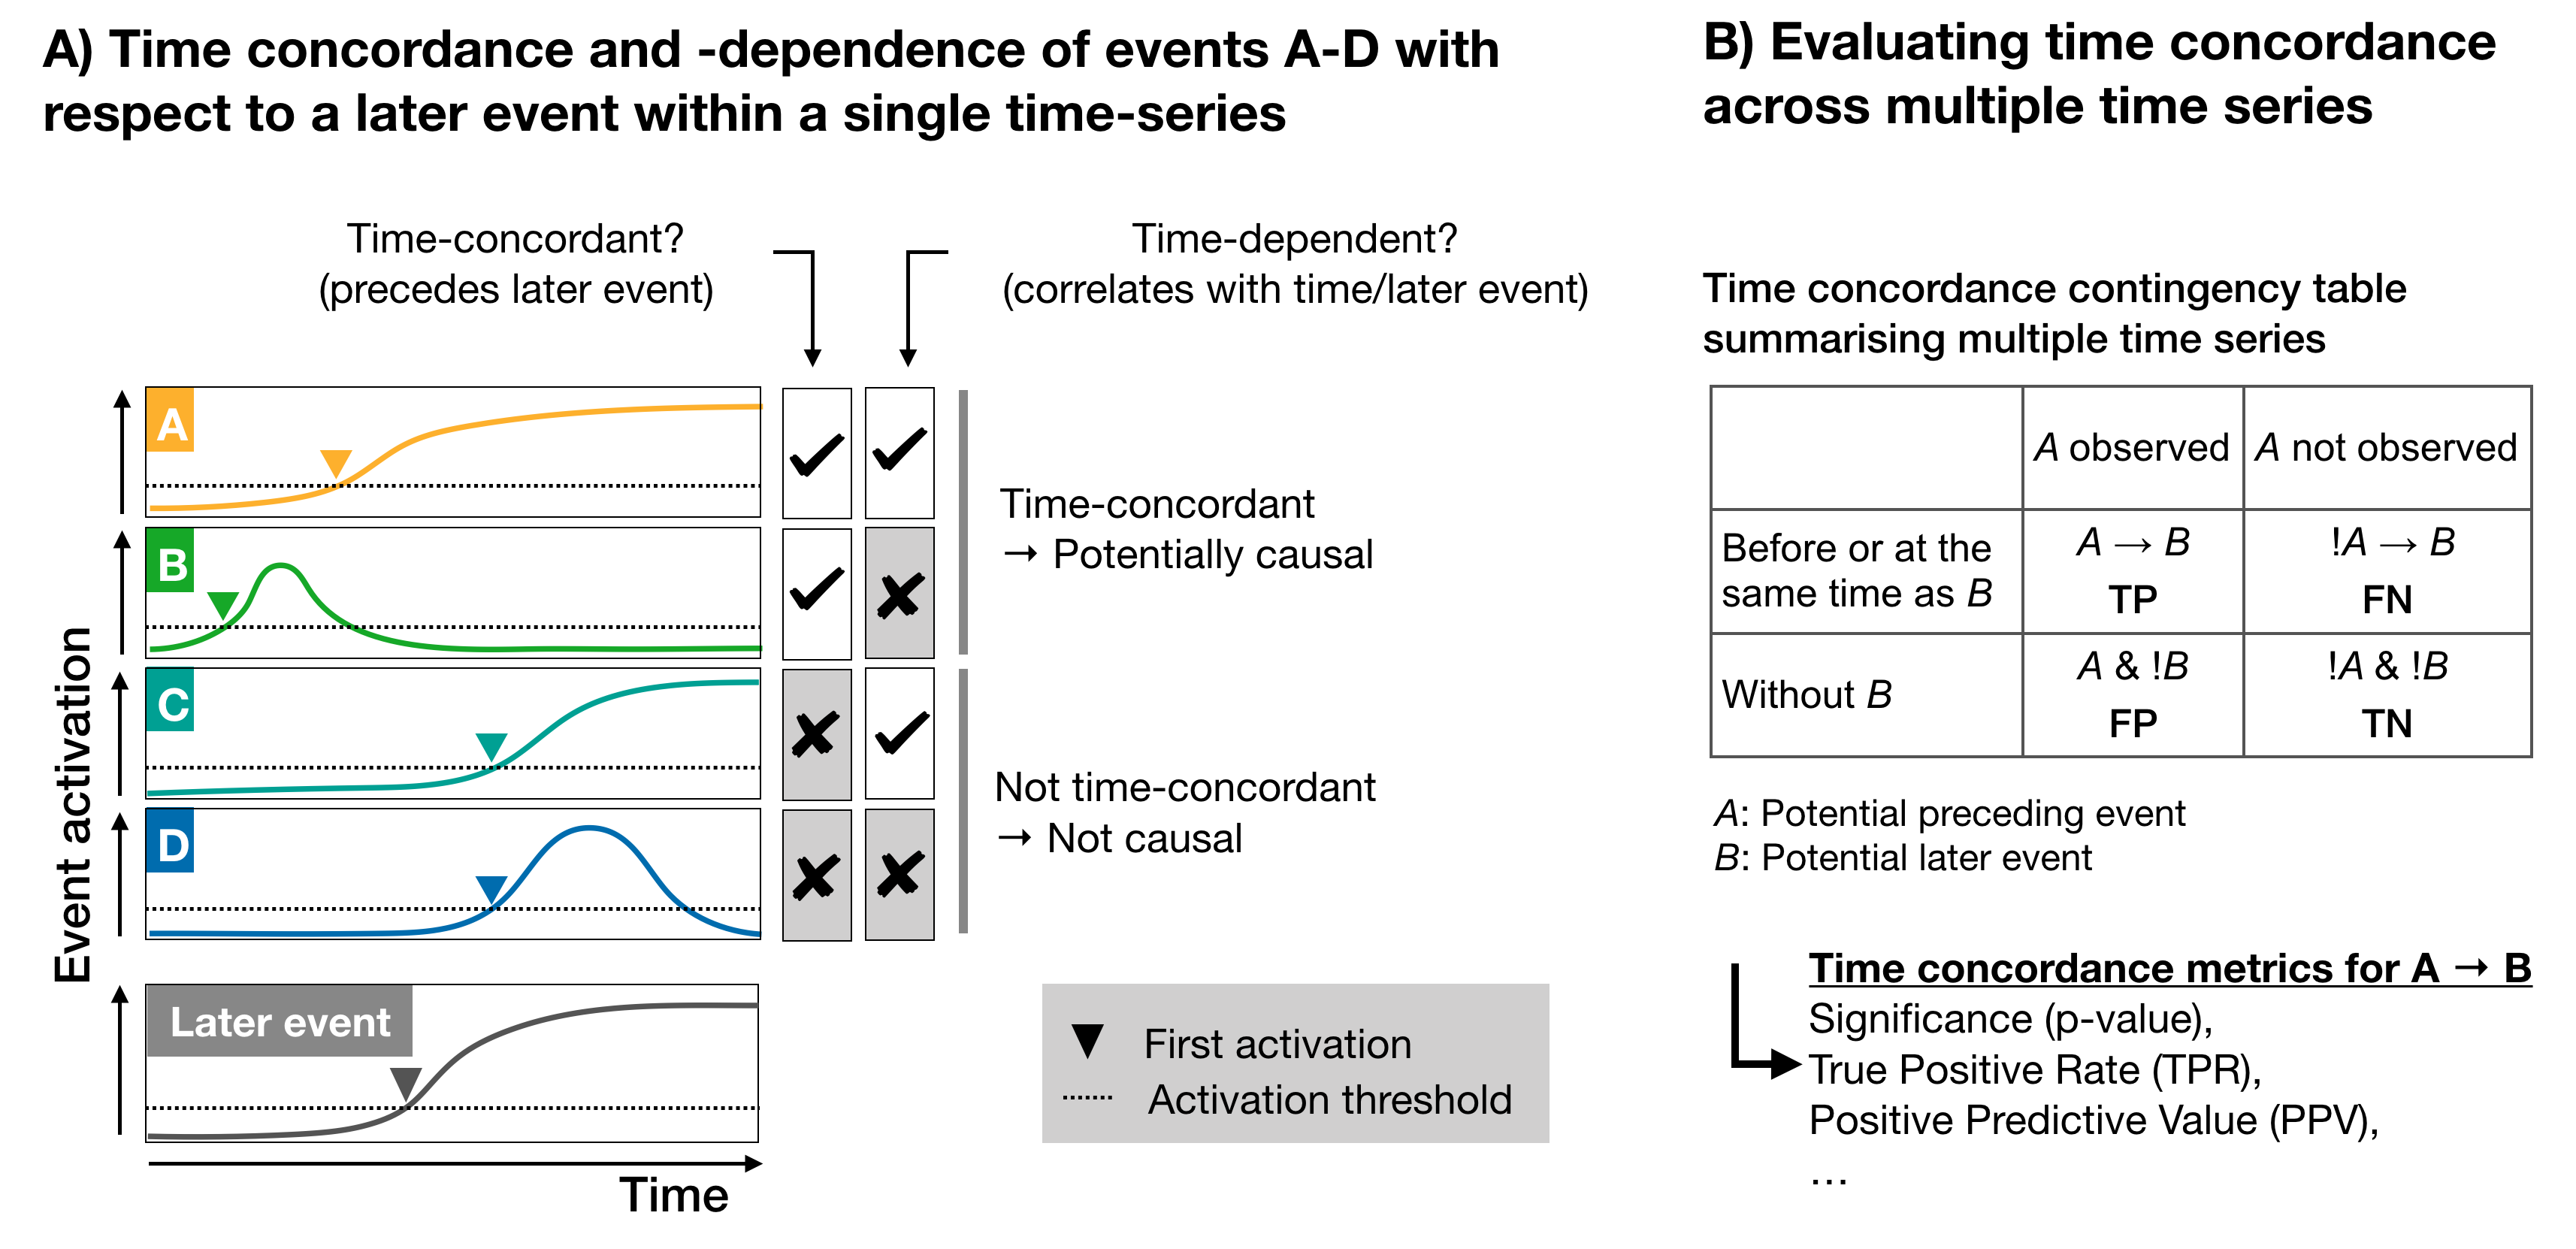 A) Time concordance and -dependence of events A-D with
respect to a later event within a single time-series
Time-concordant?
(precedes later event)
Time-dependent?
(correlates with time/later event)
Event activation
A
B
C
D
Later event
Time
Time-concordant
→ Potentially causal
Not time-concordant
→ Not causal
First activation
Activation threshold
B) Evaluating time concordance
across multiple time series
Time concordance contingency table
summarising multiple time series
A observed
A not observed
Before or at the
same time as B
A → B
TP
!A → B
FN
Without B
A & !B
FP
!A & !B
TN
A: Potential preceding event
B: Potential later event
Time concordance metrics for A → B
Significance (p-value),
True Positive Rate (TPR),
Positive Predictive Value (PPV),
...